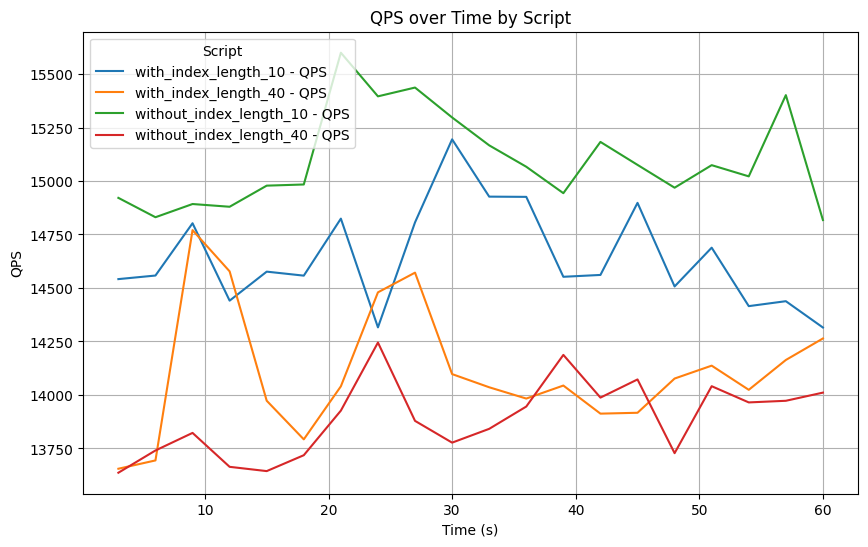 QPS over Time by Script
Script
with_index_length_10 - QPS
with_index_length_40 - QPS
without_index_length_10 - QPS
without_index_length_40 - QPS
QPS
15500
15250
15000
14750
14500
14250
14000
13750
10 20 30 40 50 60
Time (s)